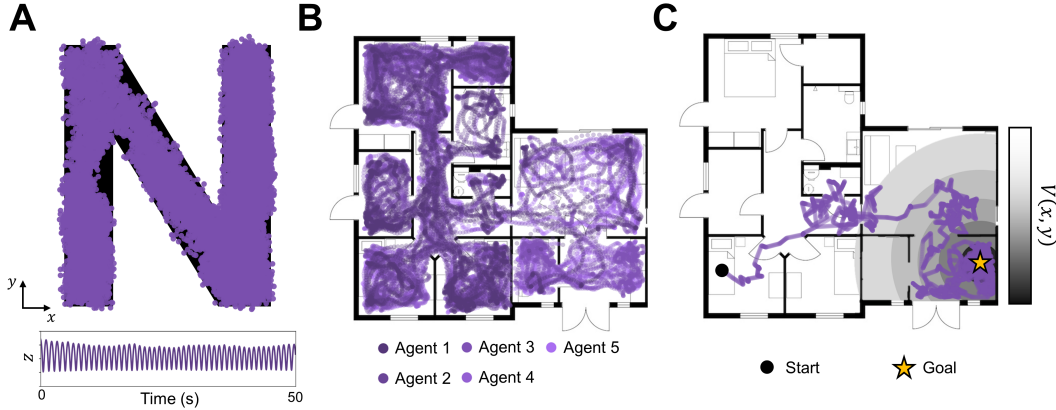 A
B
C
y
x
z
0
Time (s)
50
Agent 1
Agent 3
Agent 5
Agent 2
Agent 4
V(x,y)
Start
Goal